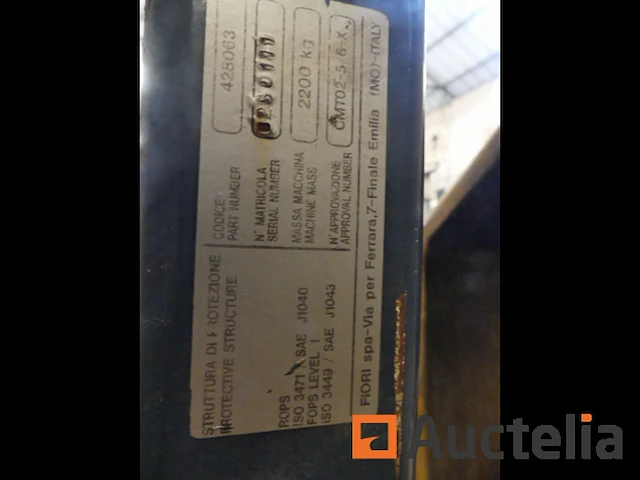 STRUTTURA DI PROTEZIONE
PROTECTIVE STRUCTURE
ROPS
ISO 3471 / SAE J1040
FOPS LEVEL I
ISO 3449 / SAE J1043
CODICE
PART NUMBER
428063
N° MATRICOLA
SERIAL NUMBER
MASSA MACCHINA
MACHINE MASS
2200 kg
N° APPROVAZIONE
APPROVAL NUMBER
CMT02-5/6-X
FIORI spa-Via per Ferrara,7-Finale Emilia (MO)-ITALY
Auctelia